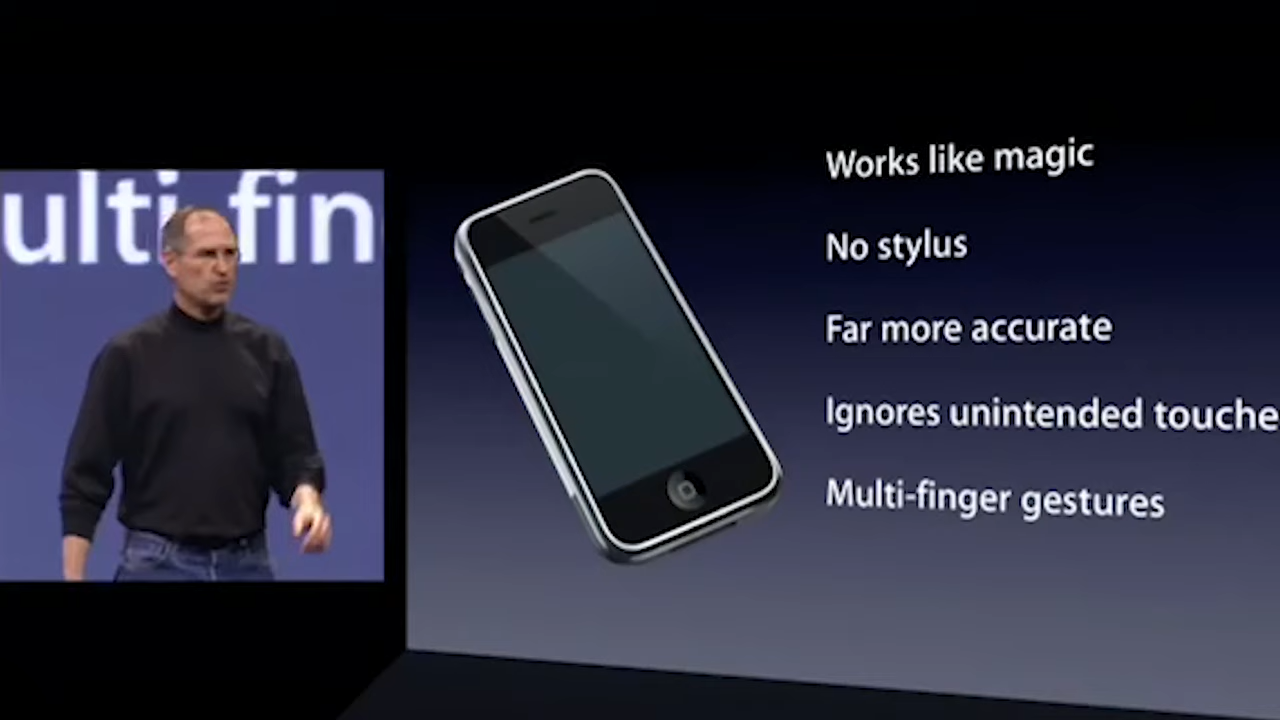 ulti-fin
Works like magic
No stylus
Far more accurate
Ignores unintended touche
Multi-finger gestures